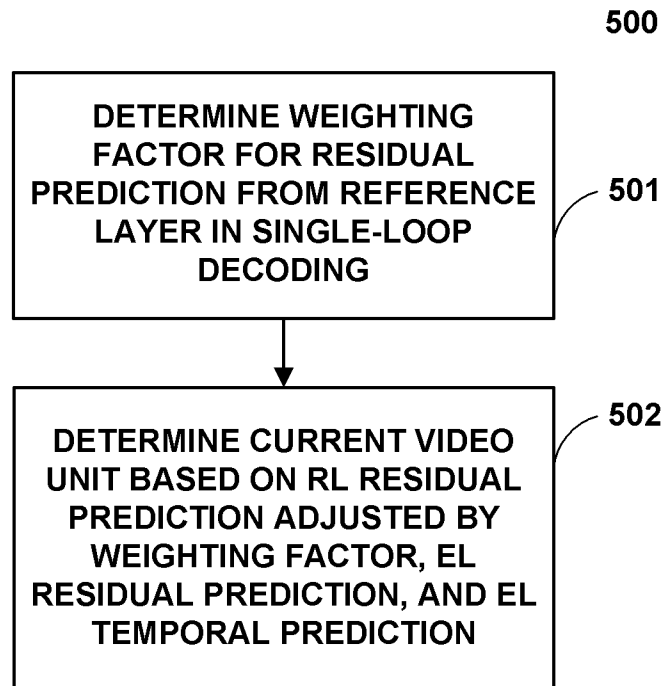 500
DETERMINE WEIGHTING
FACTOR FOR RESIDUAL
PREDICTION FROM REFERENCE
LAYER IN SINGLE-LOOP
DECODING
501
502
DETERMINE CURRENT VIDEO
UNIT BASED ON RL RESIDUAL
PREDICTION ADJUSTED BY
WEIGHTING FACTOR, EL
RESIDUAL PREDICTION, AND EL
TEMPORAL PREDICTION